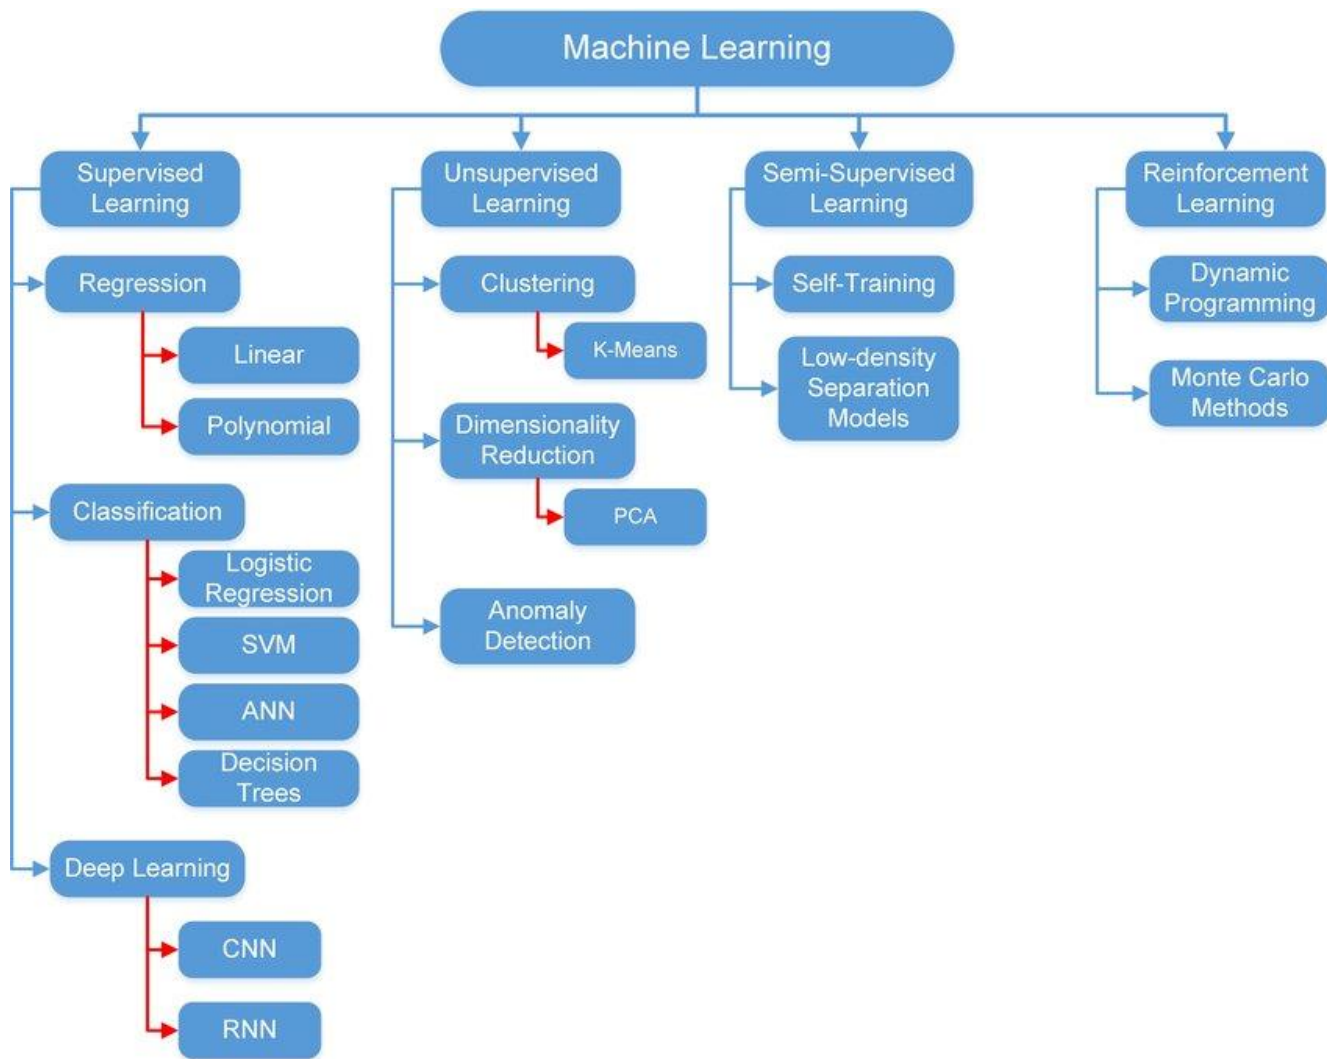 Machine Learning
Supervised
Learning
Regression
Linear
Polynomial
Classification
Logistic
Regression
SVM
ANN
Decision
Trees
Deep Learning
CNN
RNN
Unsupervised
Learning
Clustering
K-Means
Dimensionality
Reduction
PCA
Anomaly
Detection
Semi-Supervised
Learning
Self-Training
Low-density
Separation
Models
Reinforcement
Learning
Dynamic
Programming
Monte Carlo
Methods